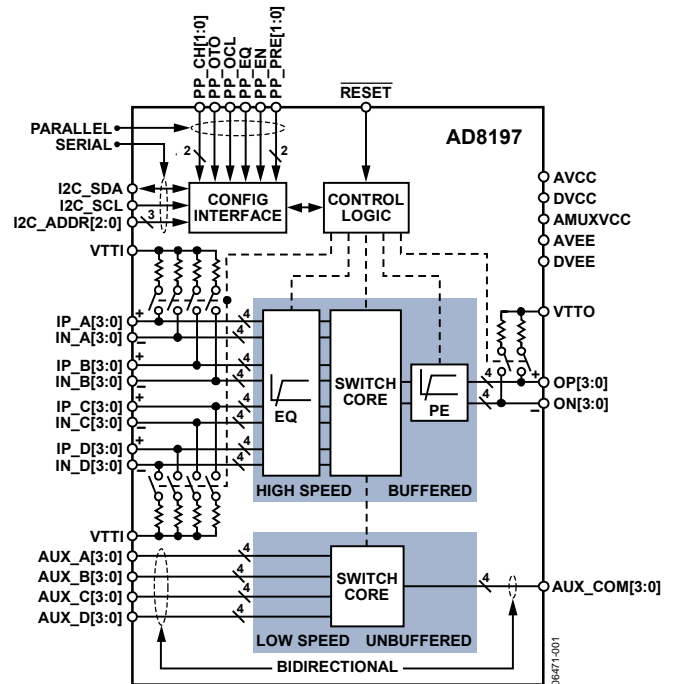 PP_CH[1:0]
PP_OTO
PP_OCL
PP_EQ
PP_EN
PP_PRE[1:0]
RESET
PARALLEL
SERIAL
AD8197
2
2
I2C_SDA
I2C_SCL
I2C_ADDR[2:0]
3
CONFIG
INTERFACE
CONTROL
LOGIC
AVCC
DVCC
AMUXVCC
AVEE
DVEE
VTTI
VTTO
+
IP_A[3:0]
4
IN_A[3:0]
–
4
+
IP_B[3:0]
4
IN_B[3:0]
–
4
+
IP_C[3:0]
4
IN_C[3:0]
–
4
+
IP_D[3:0]
4
IN_D[3:0]
–
4
EQ
SWITCH
CORE
PE
4
+
OP[3:0]
4
–
ON[3:0]
HIGH SPEED
BUFFERED
VTTI
AUX_A[3:0]
4
AUX_B[3:0]
4
AUX_C[3:0]
4
AUX_D[3:0]
4
SWITCH
CORE
4
AUX_COM[3:0]
LOW SPEED
UNBUFFERED
BIDIRECTIONAL
06471-001